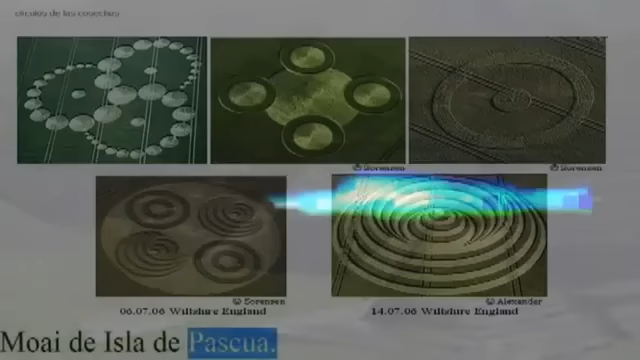 círculos de las cosechas
© Sorensen
© Sorensen
© Sorensen
© Alexander
06.07.06 Wiltshire England
14.07.06 Wiltshire England
Moai de Isla de Pascua.